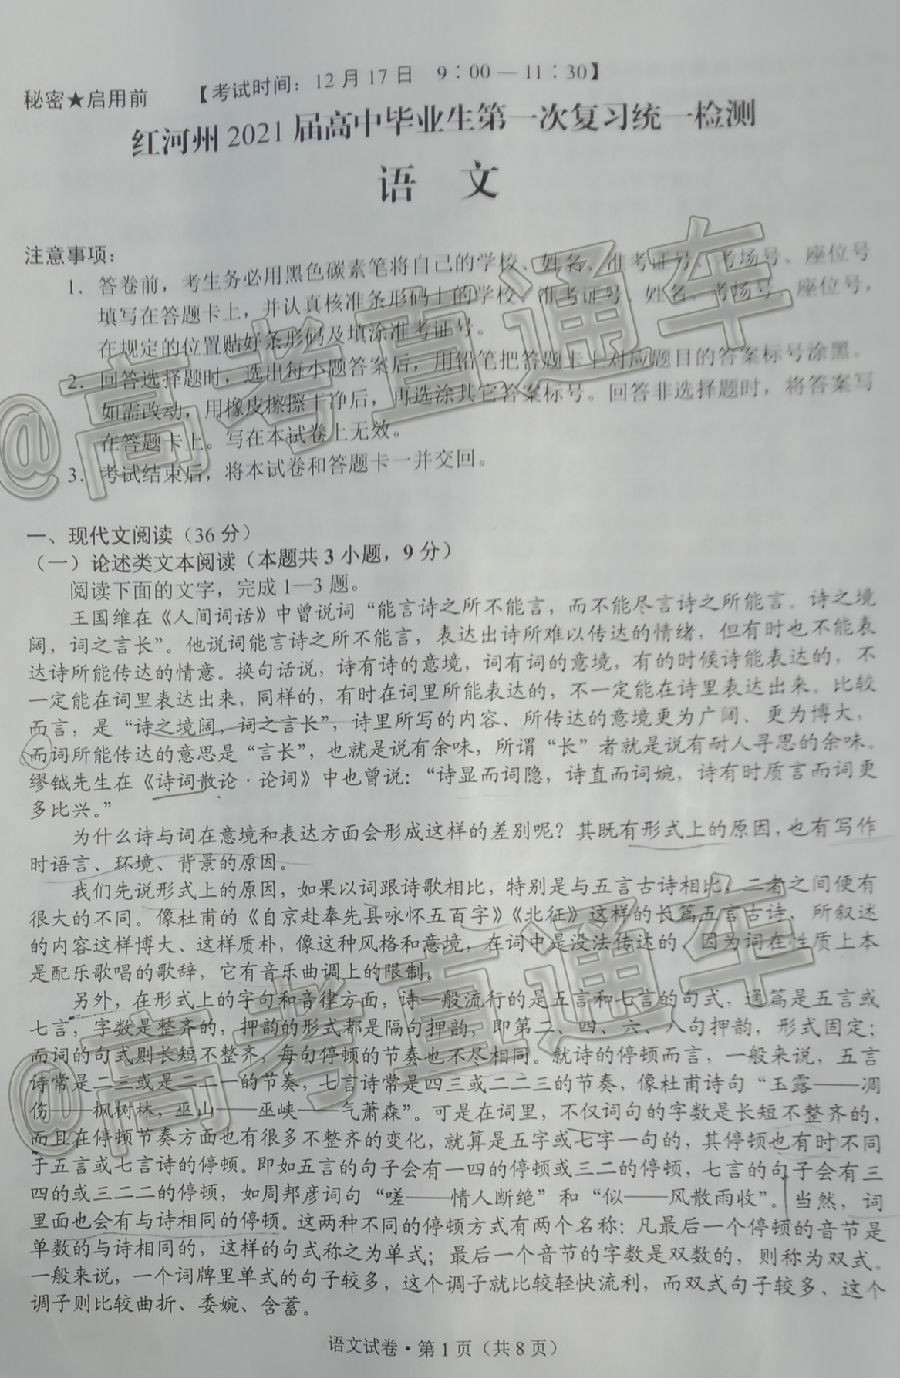 秘密★启用前
【考试时间：12月17日 9：00—11：30】
红河州2021届高中毕业生第一次复习统一检测
语 文
注意事项：
1．答卷前，考生务必用黑色碳素笔将自己的学校、姓名、准考证号、考场号、座位号
填写在答题卡上，并认真核准条形码上的学校、准考证号、姓名、考场号、座位号，
在规定的位置贴好条形码及填涂准考证号。
2．回答选择题时，选出每小题答案后，用铅笔把答题卡上对应题目的答案标号涂黑。
如需改动，用橡皮擦擦干净后，再选涂其它答案标号。回答非选择题时，将答案写
在答题卡上。写在本试卷上无效。
3．考试结束后，将本试卷和答题卡一并交回。
@高考直通车
一、现代文阅读（36分）
（一）论述类文本阅读（本题共3小题，9分）
阅读下面的文字，完成1—3题。
王国维在《人间词话》中曾说词“能言诗之所不能言，而不能尽言诗之所能言。诗之境
阔，词之言长”。他说词能言诗之所不能言，表达出诗所难以传达的情绪，但有时也不能表
达诗所能传达的情意。换句话说，诗有诗的意境，词有词的意境，有的时候诗能表达的，不
一定能在词里表达出来，同样的，有时在词里所能表达的，不一定能在诗里表达出来。比较
而言，是“诗之境阔，词之言长”，诗里所写的内容、所传达的意境更为广阔、更为博大，
而词所能传达的意思是“言长”，也就是说有余味，所谓“长”者就是说有耐人寻思的余味。
缪钺先生在《诗词散论·论词》中也曾说：“诗显而词隐，诗直而词婉，诗有时质言而词更
多比兴。”
为什么诗与词在意境和表达方面会形成这样的差别呢？其既有形式上的原因，也有写作
时语言、环境、背景的原因。
我们先说形式上的原因，如果以词跟诗歌相比，特别是与五言古诗相比，二者之间便有
很大的不同。像杜甫的《自京赴奉先县咏怀五百字》《北征》这样的长篇五言古诗，所叙述
的内容这样博大、这样质朴，像这种风格和意境，在词中是没法传达的，因为词在性质上本
是配乐歌唱的歌辞，它有音乐曲调上的限制。
另外，在形式上的字句和音律方面，诗一般流行的是五言和七言的句式，通篇是五言或
七言，字数是整齐的，押韵的形式都是隔句押韵，即第二、四、六、八句押韵，形式固定；
而词的句式则长短不整齐，每句停顿的节奏也不尽相同。就诗的停顿而言，一般来说，五言
诗常是二三或是二二一的节奏，七言诗常是四三或二二三的节奏，像杜甫诗句“玉露——凋
伤——枫树林，巫山——巫峡——气萧森”。可是在词里，不仅词句的字数是长短不整齐的，
而且在停顿节奏方面也有很多不整齐的变化，就算是五字或七字一句的，其停顿也有时不同
于五言或七言诗的停顿。即如五言的句子会有一四的停顿或三二的停顿，七言的句子会有三
四的或三二二的停顿，如周邦彦词句“嗟——情人断绝”和“似——风散雨收”。当然，词
里面也会有与诗相同的停顿。这两种不同的停顿方式有两个名称：凡最后一个停顿的音节是
单数的与诗相同的，这样的句式称之为单式；最后一个音节的字数是双数的，则称为双式。
一般来说，一个词牌里单式的句子较多，这个调子就比较轻快流利，而双式句子较多，这个
调子则比较曲折、委婉、含蓄。
@高考直通车
语文试卷·第1页（共8页）